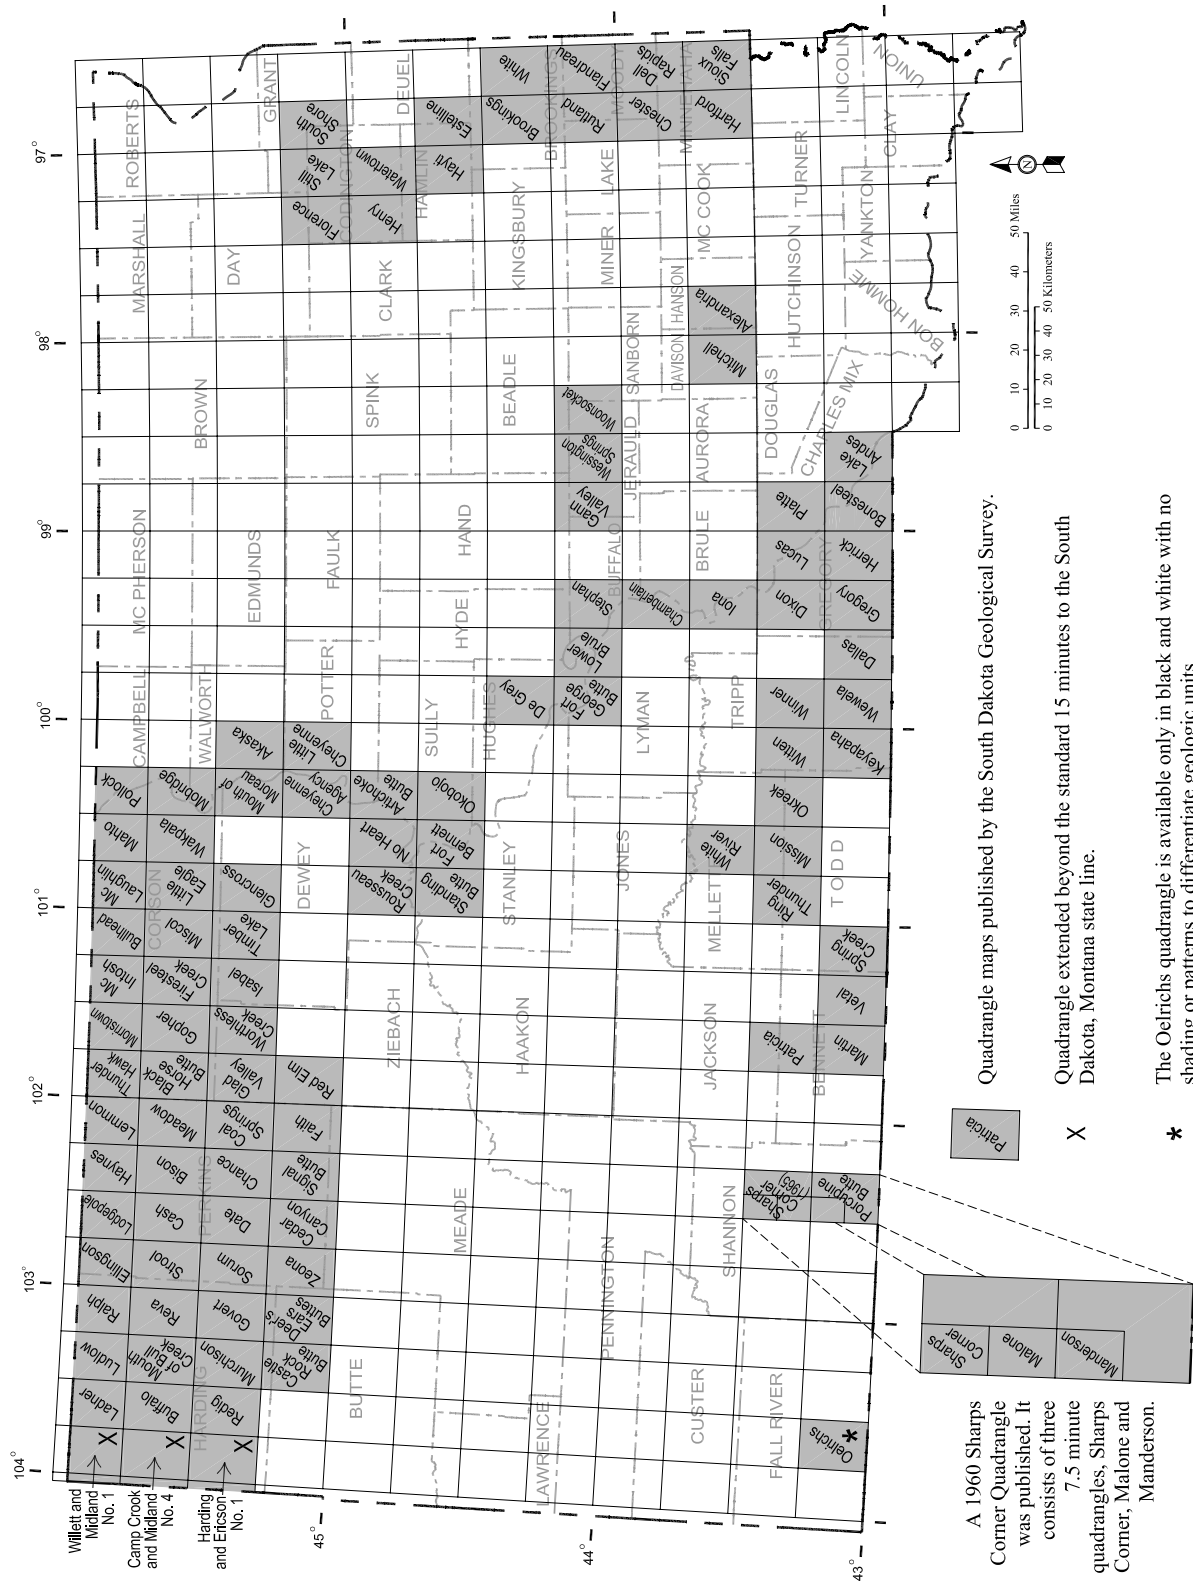 104°
103°
102°
101°
100°
99°
98°
97°
45°
44°
43°
Willett and
Midland
No. 1
Camp Crook
and Midland
No. 4
Harding
and Ericson
No. 1
X
X
X
Ladner
Ludlow
Ralph
Ellingson
Lodgepole
Haynes
Lemmon
Thunder
Hawk
Morristown
Mc
Intosh
Bullhead
Mc
Laughlin
Mahto
Pollock
Buffalo
Mouth
of Bull
Creek
Reva
Strool
Cash
Bison
Meadow
Black
Horse
Butte
Gopher
Firesteel
Creek
Miscol
Little
Eagle
Wakpala
Mobridge
Redig
Murchison
Govert
Sorum
Date
Chance
Coal
Springs
Glad
Valley
Worthless
Creek
Isabel
Timber
Lake
Glencross
Mouth of
Moreau
Akaska
Castle
Rock
Butte
Deer's
Ears
Buttes
Zeona
Cedar
Canyon
Signal
Butte
Faith
Red Elm
Cheyenne
Agency
Little
Cheyenne
Rousseau
Creek
No Heart
Artichoke
Butte
Standing
Butte
Fort
Bennett
Okobojo
De Grey
Fort
George
Butte
Lower
Brule
Stephan
Gann
Valley
Wessington
Springs
Woonsocket
Chamberlain
Iona
Mitchell
Alexandria
White
River
Ring
Thunder
Mission
Okreek
Witten
Winner
Dixon
Lucas
Platte
Patricia
Martin
Vetal
Spring
Creek
Keyapaha
Wewela
Dallas
Gregory
Herrick
Bonesteel
Lake
Andes
Oelrichs
*
Sharps
Corner
(1965)
Porcupine
Butte
Florence
Still
Lake
South
Shore
Henry
Watertown
Hayti
Estelline
Brookings
White
Rutland
Flandreau
Chester
Dell
Rapids
Hartford
Sioux
Falls
HARDING
PERKINS
CORSON
CAMPBELL
MC PHERSON
MARSHALL
ROBERTS
WALWORTH
BROWN
DAY
GRANT
EDMUNDS
DEWEY
POTTER
FAULK
BUTTE
ZIEBACH
SPINK
CLARK
CODINGTON
DEUEL
HAMLIN
MEADE
SULLY
HYDE
HAND
STANLEY
HUGHES
BEADLE
KINGSBURY
BROOKINGS
LAWRENCE
HAAKON
PENNINGTON
JONES
LYMAN
BUFFALO
JERAULD
SANBORN
MINER
LAKE
MOODY
CUSTER
SHANNON
JACKSON
MELLETTE
TRIPP
BRULE
AURORA
DAVISON
HANSON
MC COOK
MINNEHAHA
FALL RIVER
BENNETT
TODD
GREGORY
DOUGLAS
CHARLES MIX
HUTCHINSON
TURNER
LINCOLN
BON HOMME
YANKTON
CLAY
UNION
N
0 10 20 30 40 50 Miles
0 10 20 30 40 50 Kilometers
A 1960 Sharps
Corner Quadrangle
was published. It
consists of three
7.5 minute
quadrangles, Sharps
Corner, Malone and
Manderson.
Sharps
Corner
Malone
Manderson
Patricia
Quadrangle maps published by the South Dakota Geological Survey.
X
Quadrangle extended beyond the standard 15 minutes to the South
Dakota, Montana state line.
*
The Oelrichs quadrangle is available only in black and white with no
shading or patterns to differentiate geologic units